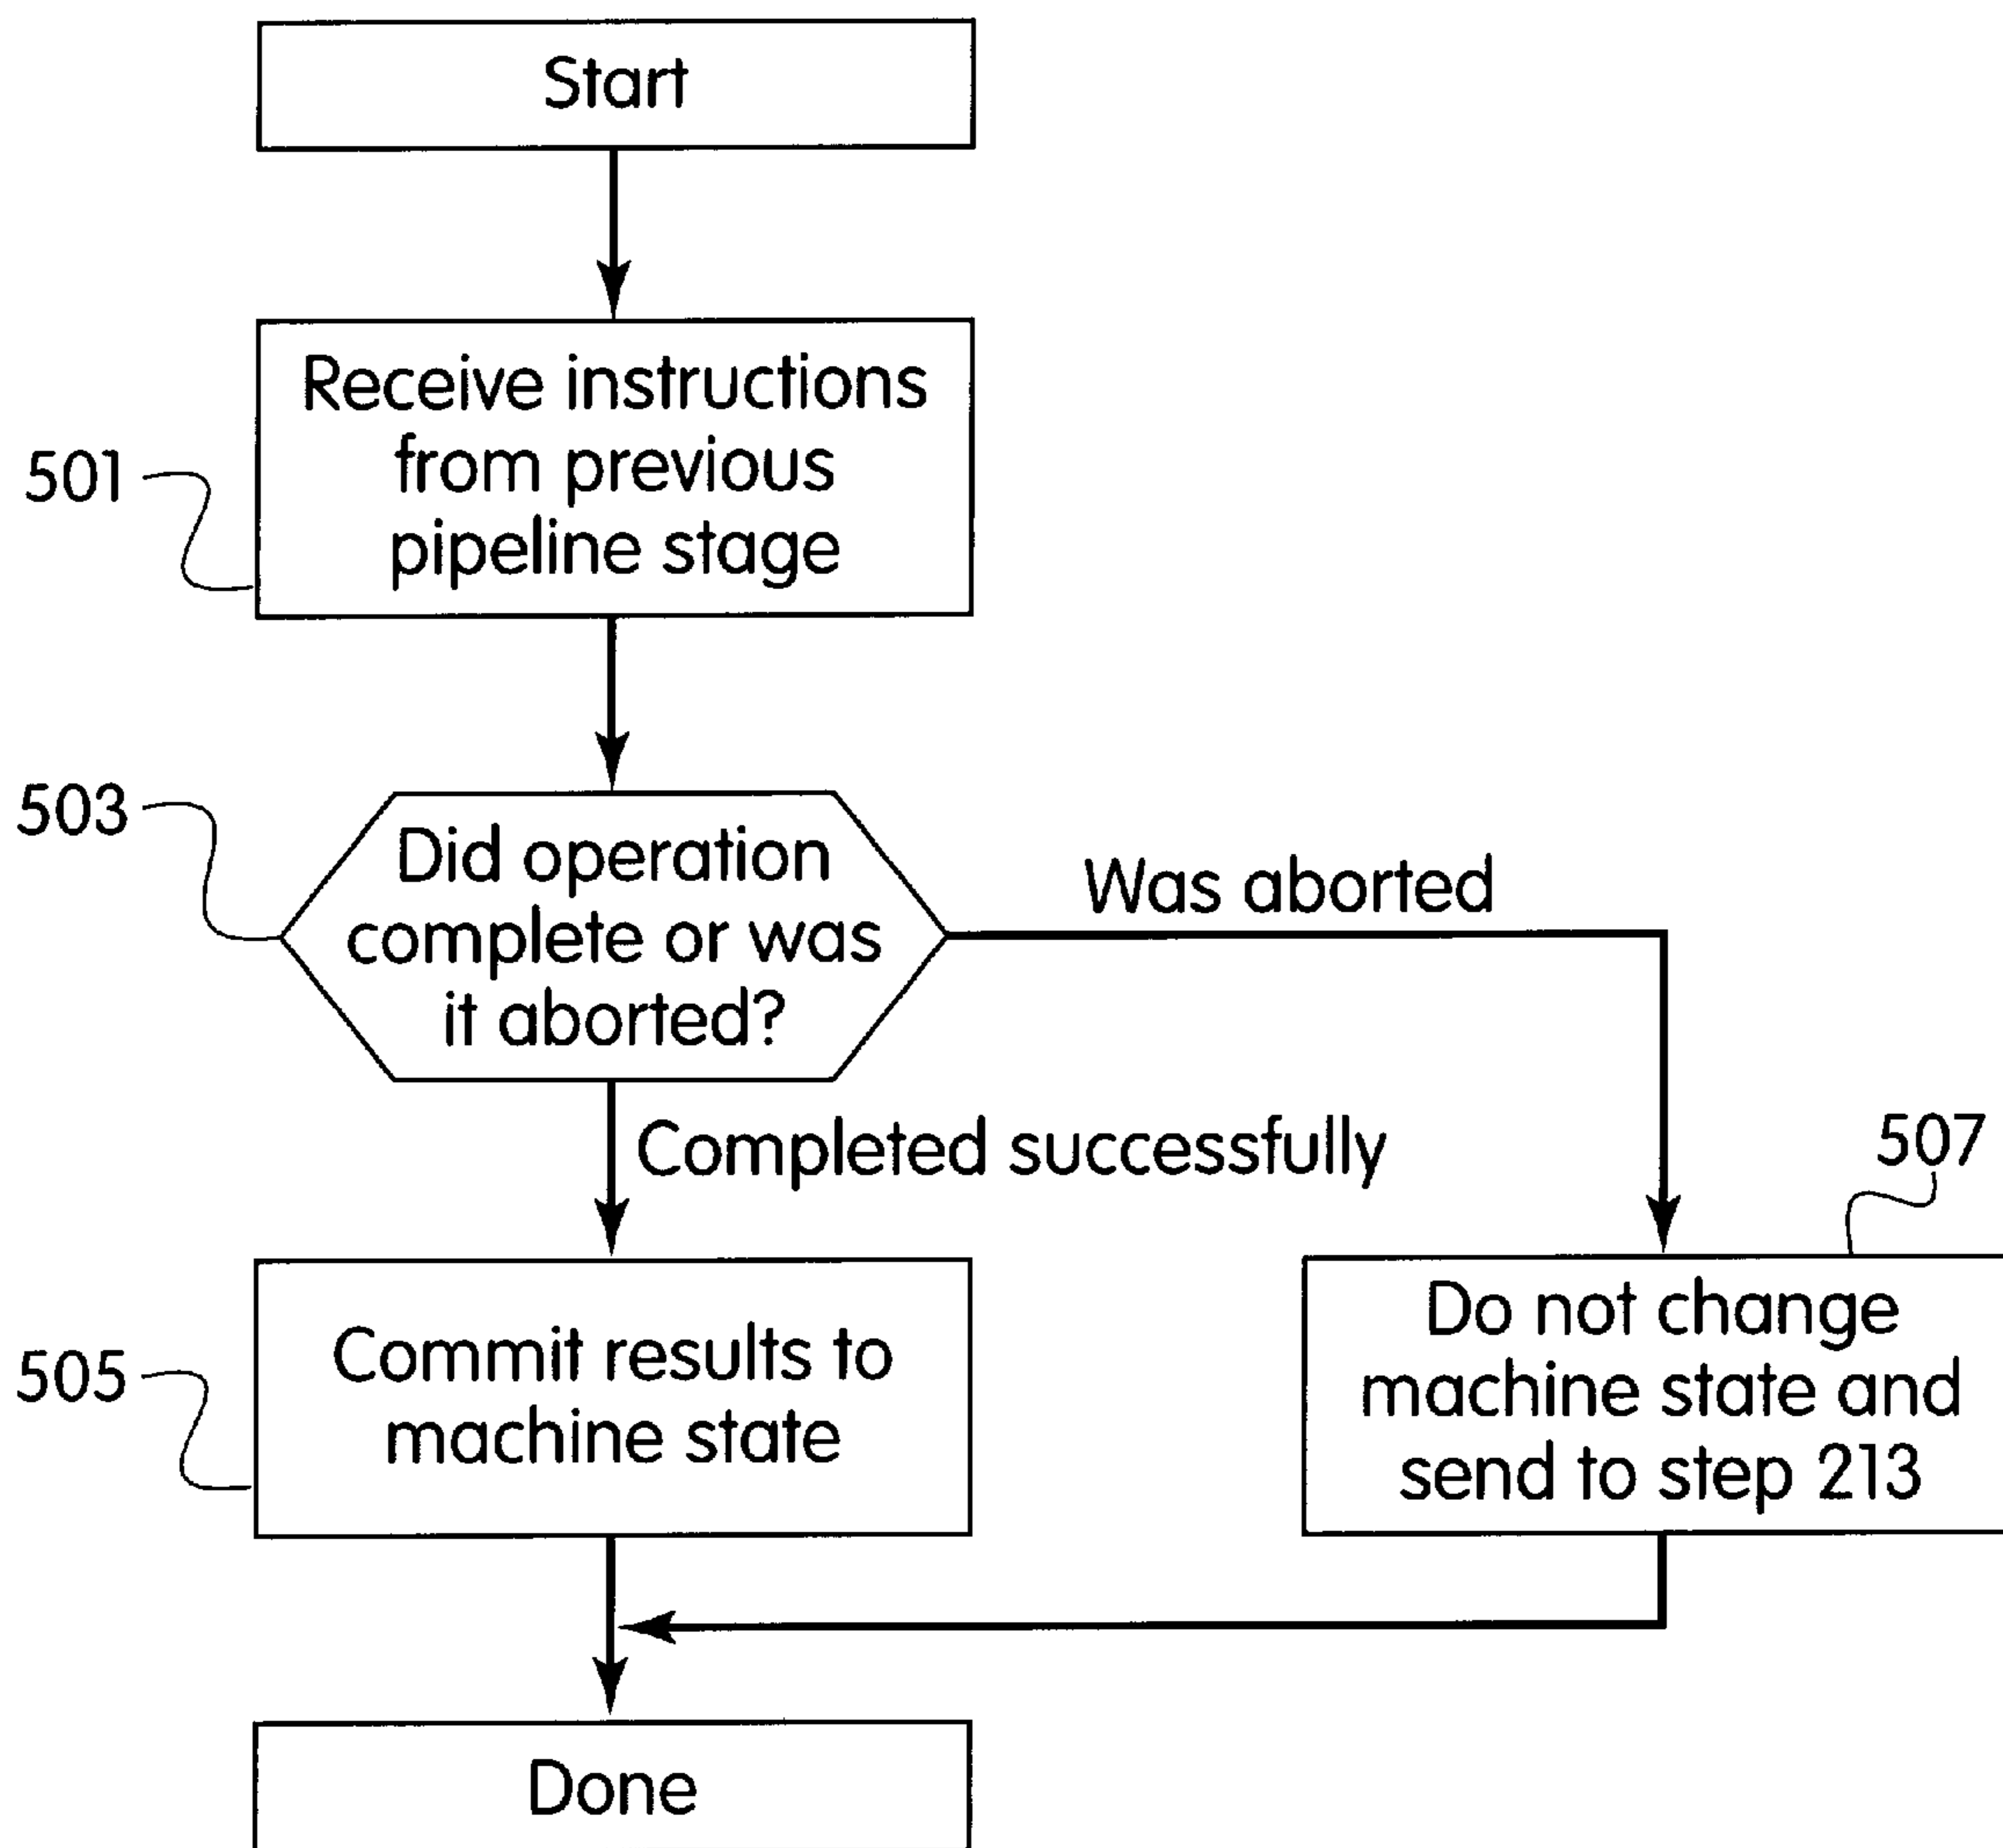 Start
Receive instructions
from previous
pipeline stage
501
503
Did operation
complete or was
it aborted?
Was aborted
Completed successfully
507
505
Commit results to
machine state
Do not change
machine state and
send to step 213
Done